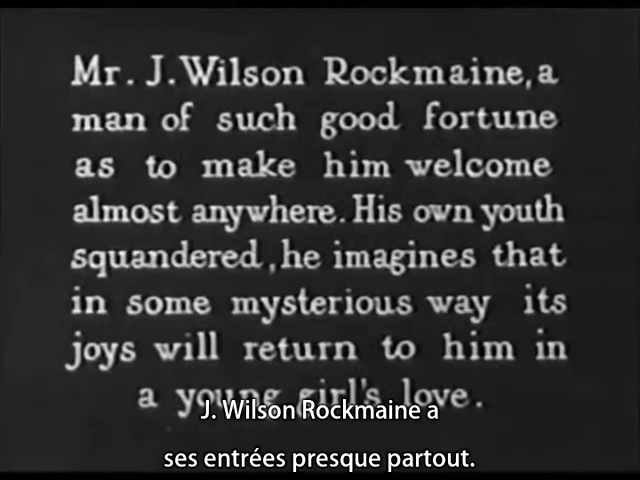 Mr. J. Wilson Rockmaine, a
man of such good fortune
as to make him welcome
almost anywhere. His own youth
squandered, he imagines that
in some mysterious way its
joys will return to him in
a young girl's love.
J. Wilson Rockmaine a
ses entrées presque partout.